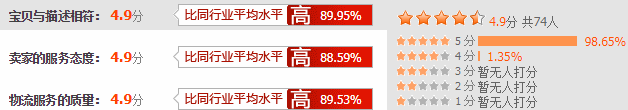 宝贝与描述相符： 4.9分 比同行业平均水平 高 89.95%
卖家的服务态度： 4.9分 比同行业平均水平 高 88.59%
物流服务的质量： 4.9分 比同行业平均水平 高 89.53%
4.9分 共74人
5分 98.65%
4分 1.35%
3分 暂无人打分
2分 暂无人打分
1分 暂无人打分